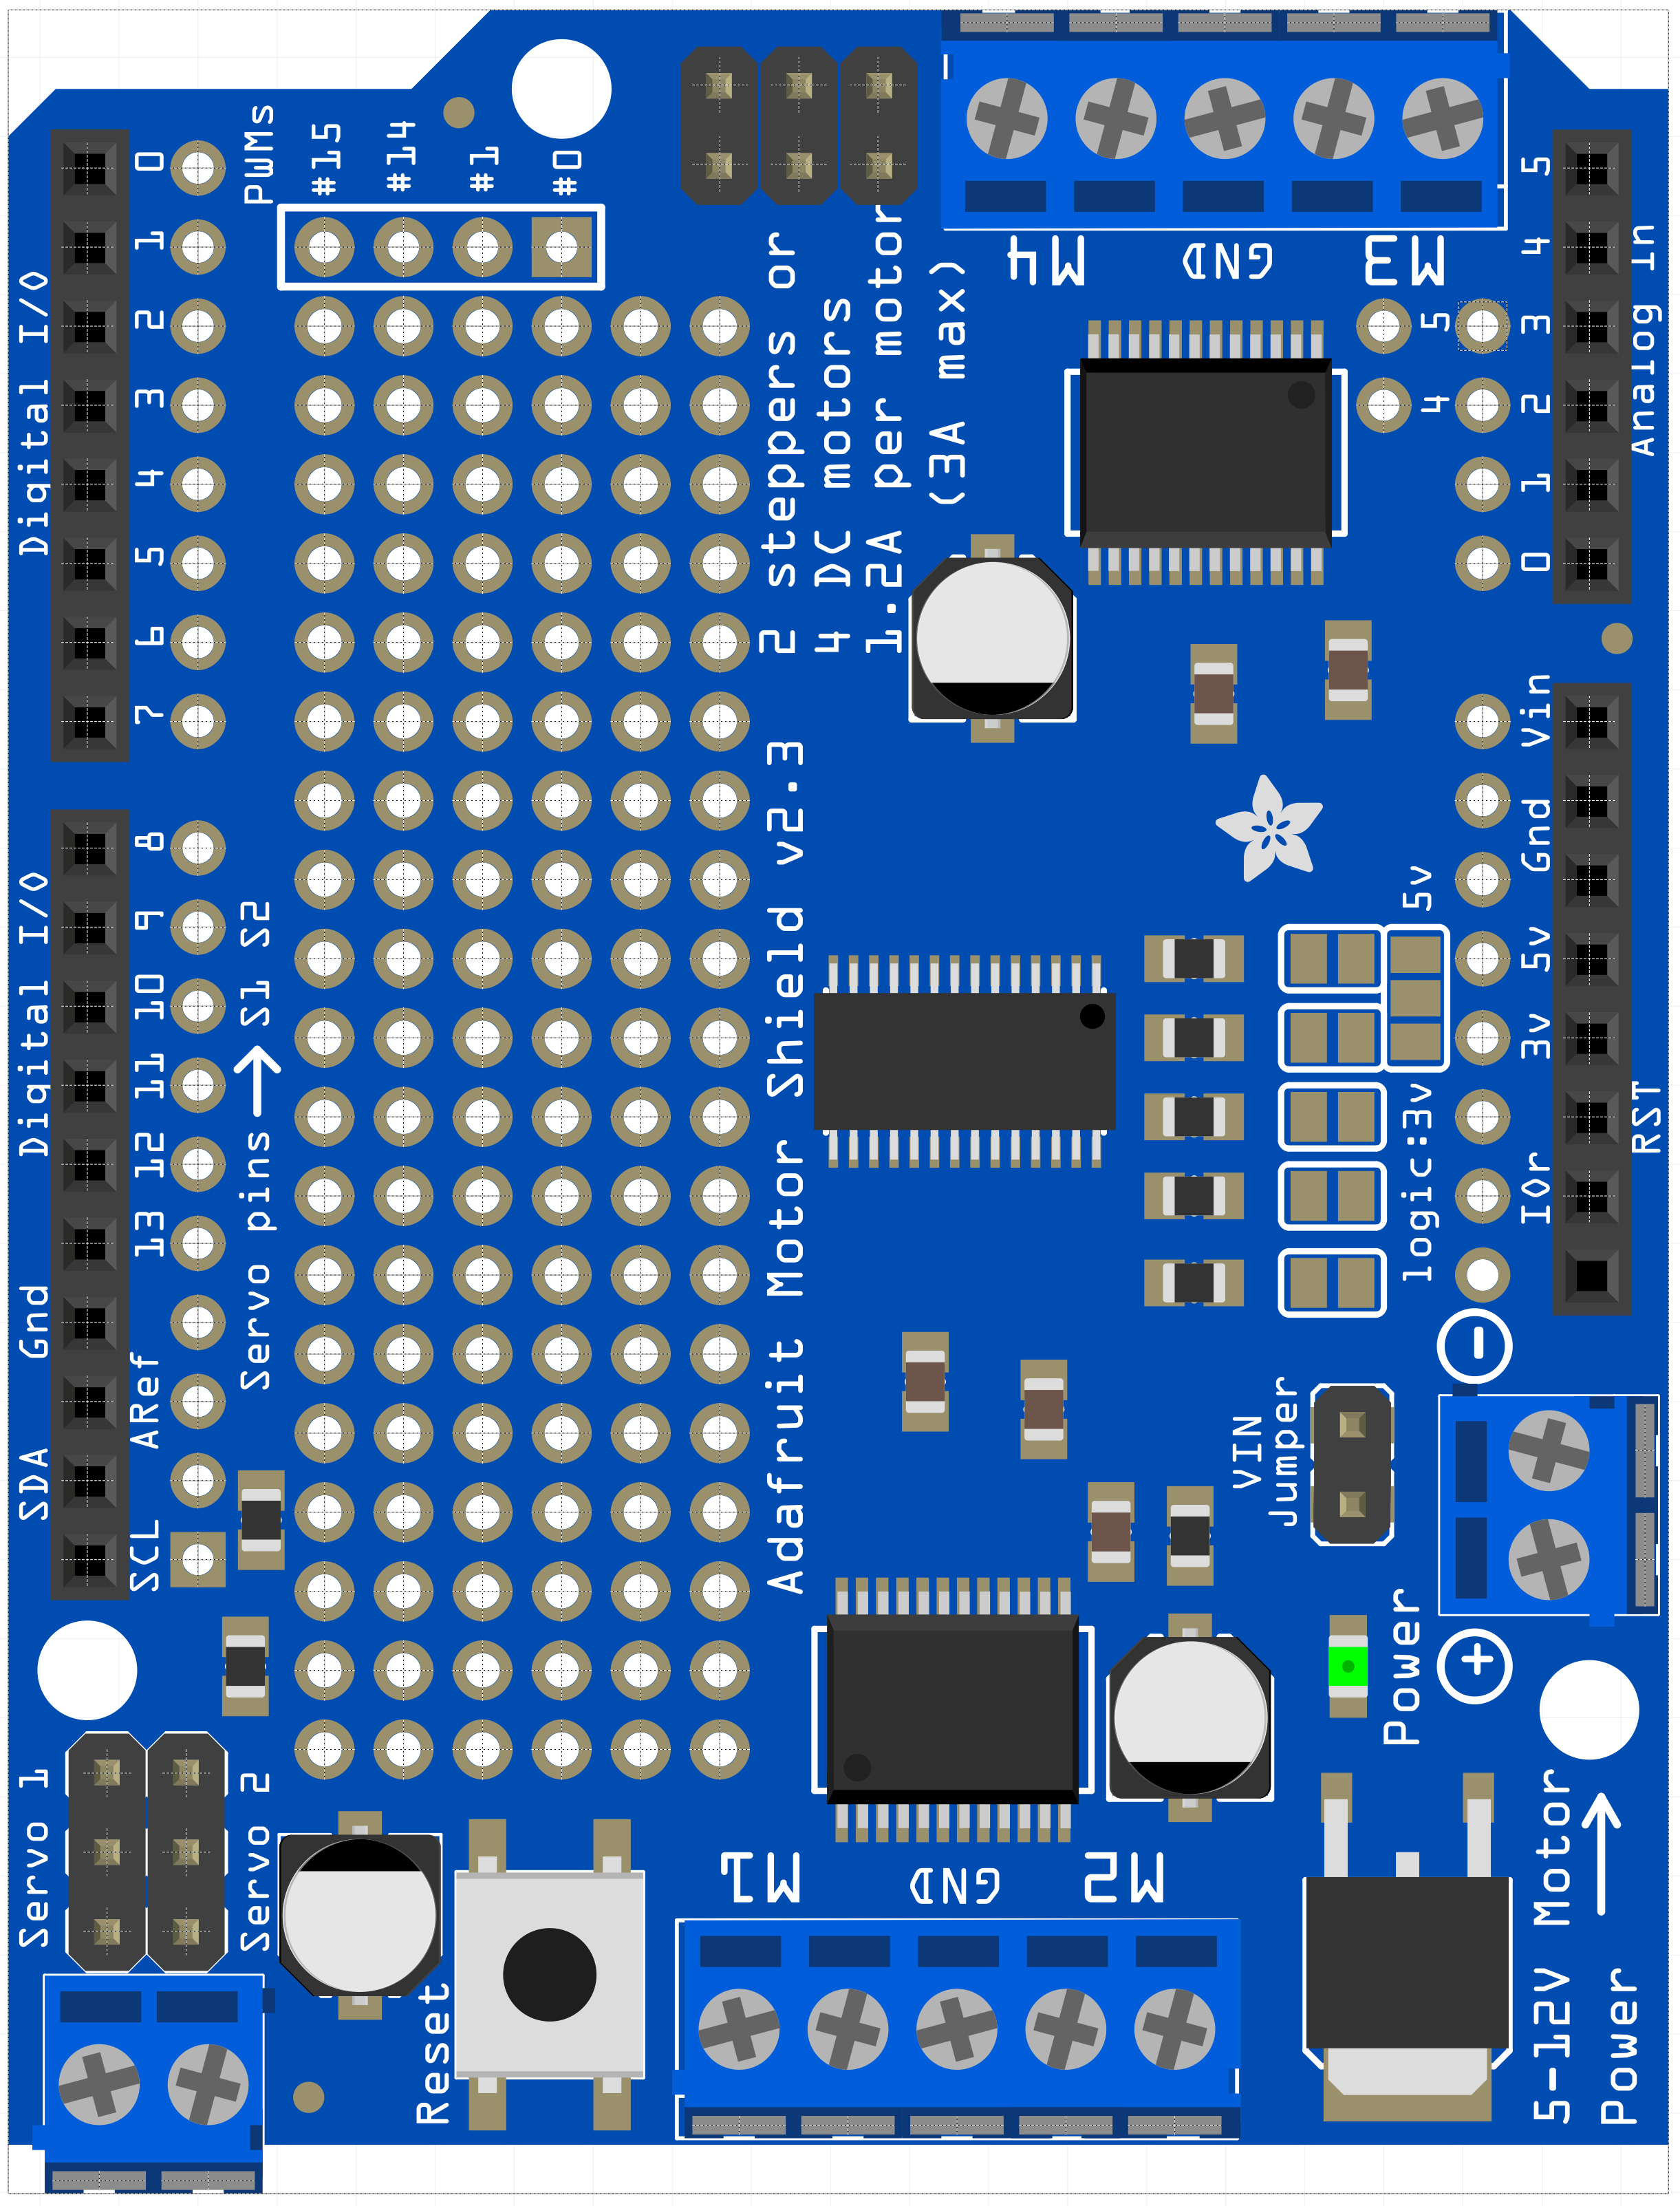 PWMs
#15
#14
#1
#0
0
1
2
3
4
5
6
7
Digital I/O
8
9
10
11
12
13
Digital I/O
Gnd
ARef
SDA
SCL
Servo pins
S1 S2
2 steppers or
4 DC motors
1.2A per motor
(3A max)
Adafruit Motor Shield v2.3
M4
GND
M3
5
4
5
4
3
2
1
0
Analog In
Vin
Gnd
5v
3v
IOr
RST
5v
logic:3v
VIN
Jumper
-
+
Power
Servo 1
Servo 2
Reset
M1
GND
M2
5-12V Motor
Power